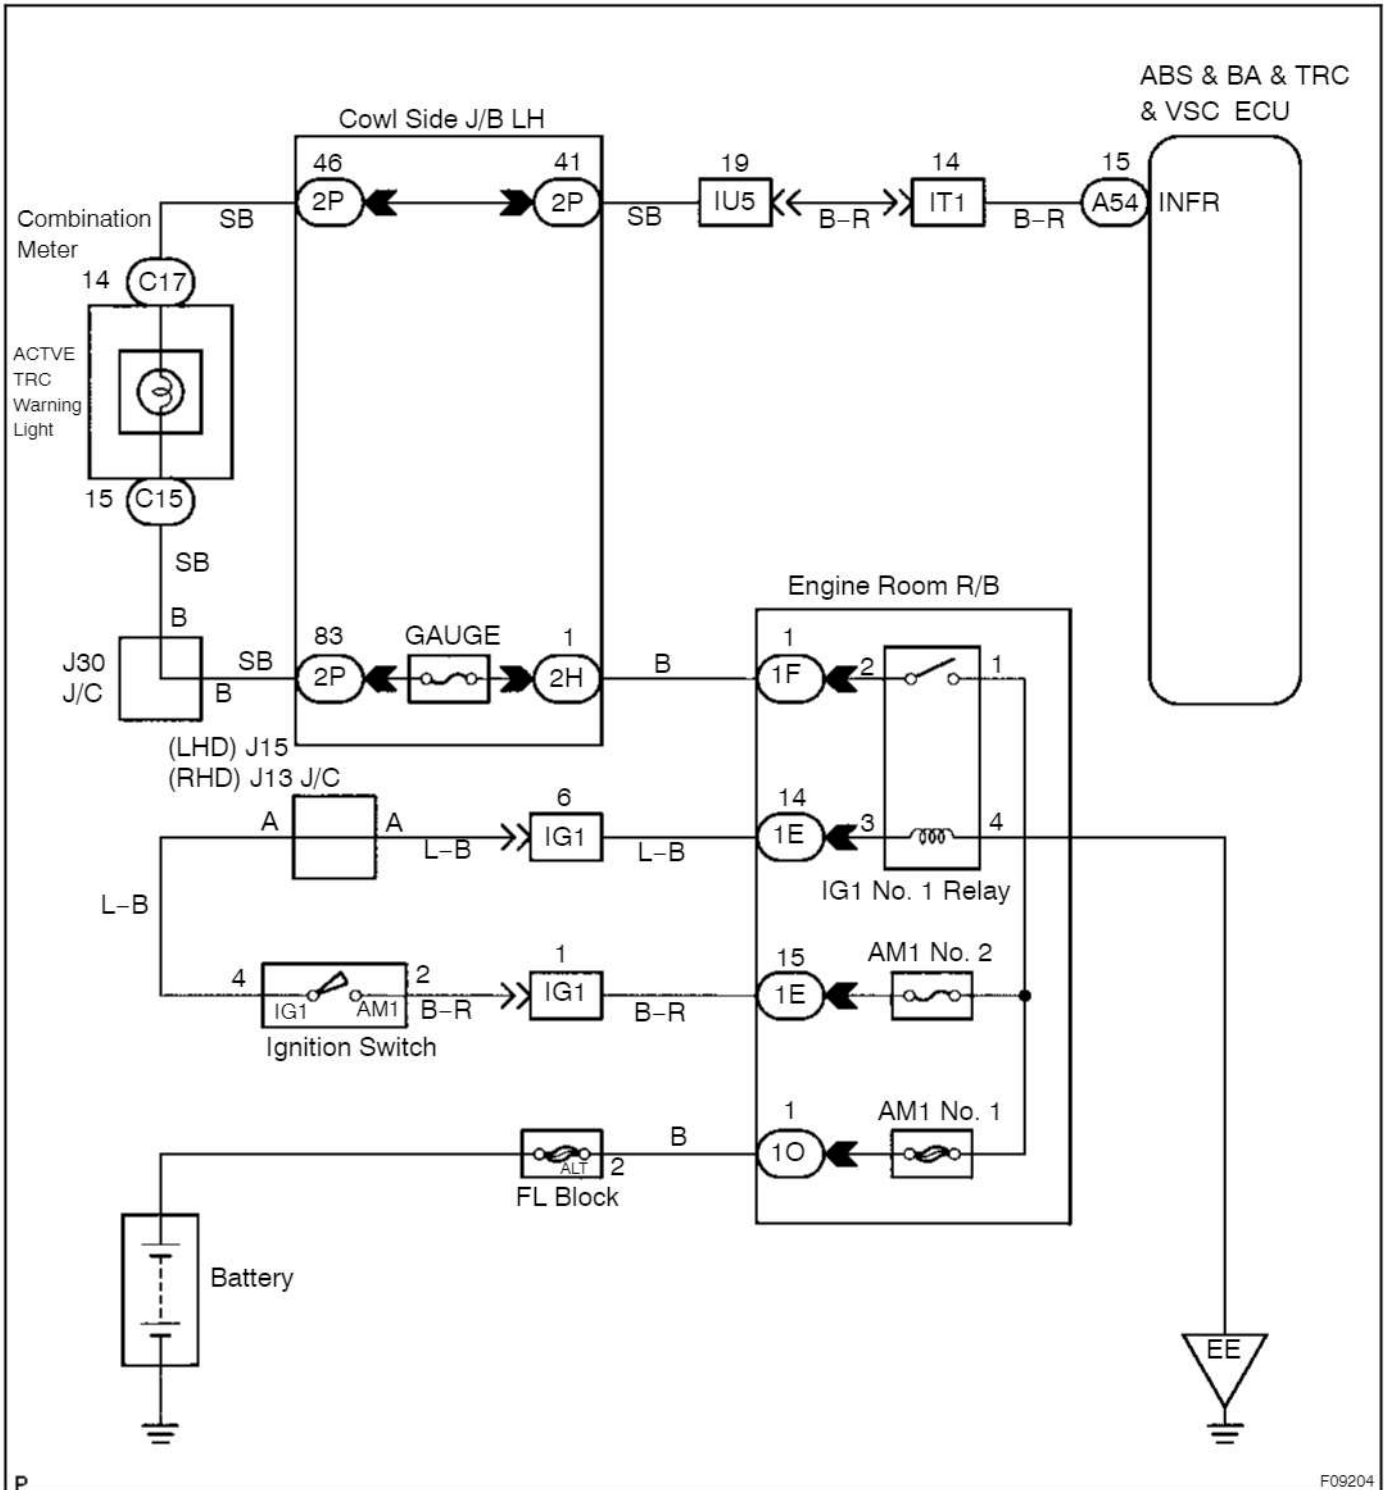 ABS & BA & TRC
& VSC ECU
Cowl Side J/B LH
46
41
19
14
15
2P
2P
IU5
IT1
A54
INFR
SB
SB
B-R
B-R
Combination
Meter
14
C17
ACTVE
TRC
Warning
Light
15
C15
SB
Engine Room R/B
B
J30
J/C
SB
B
83
GAUGE
1
2P
2H
B
1
1F
2
1
(LHD) J15
(RHD) J13 J/C
A
A
L-B
6
IG1
L-B
14
1E
3
4
IG1 No. 1 Relay
L-B
4
IG1
AM1
2
B-R
Ignition Switch
1
IG1
B-R
15
1E
AM1 No. 2
ALT
2
FL Block
B
1
1O
AM1 No. 1
Battery
EE
P
F09204